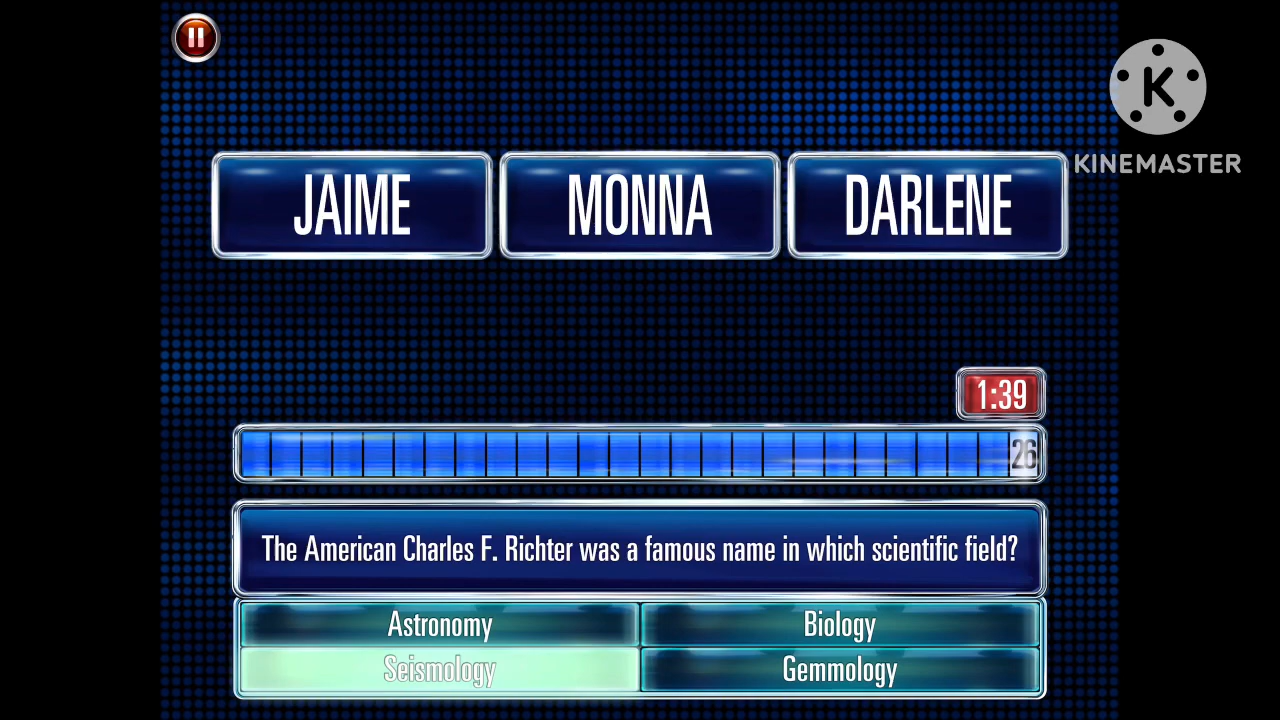 K
KINEMASTER
JAIME MONNA DARLENE
1:39
26
The American Charles F. Richter was a famous name in which scientific field?
Astronomy Biology
Seismology Gemmology